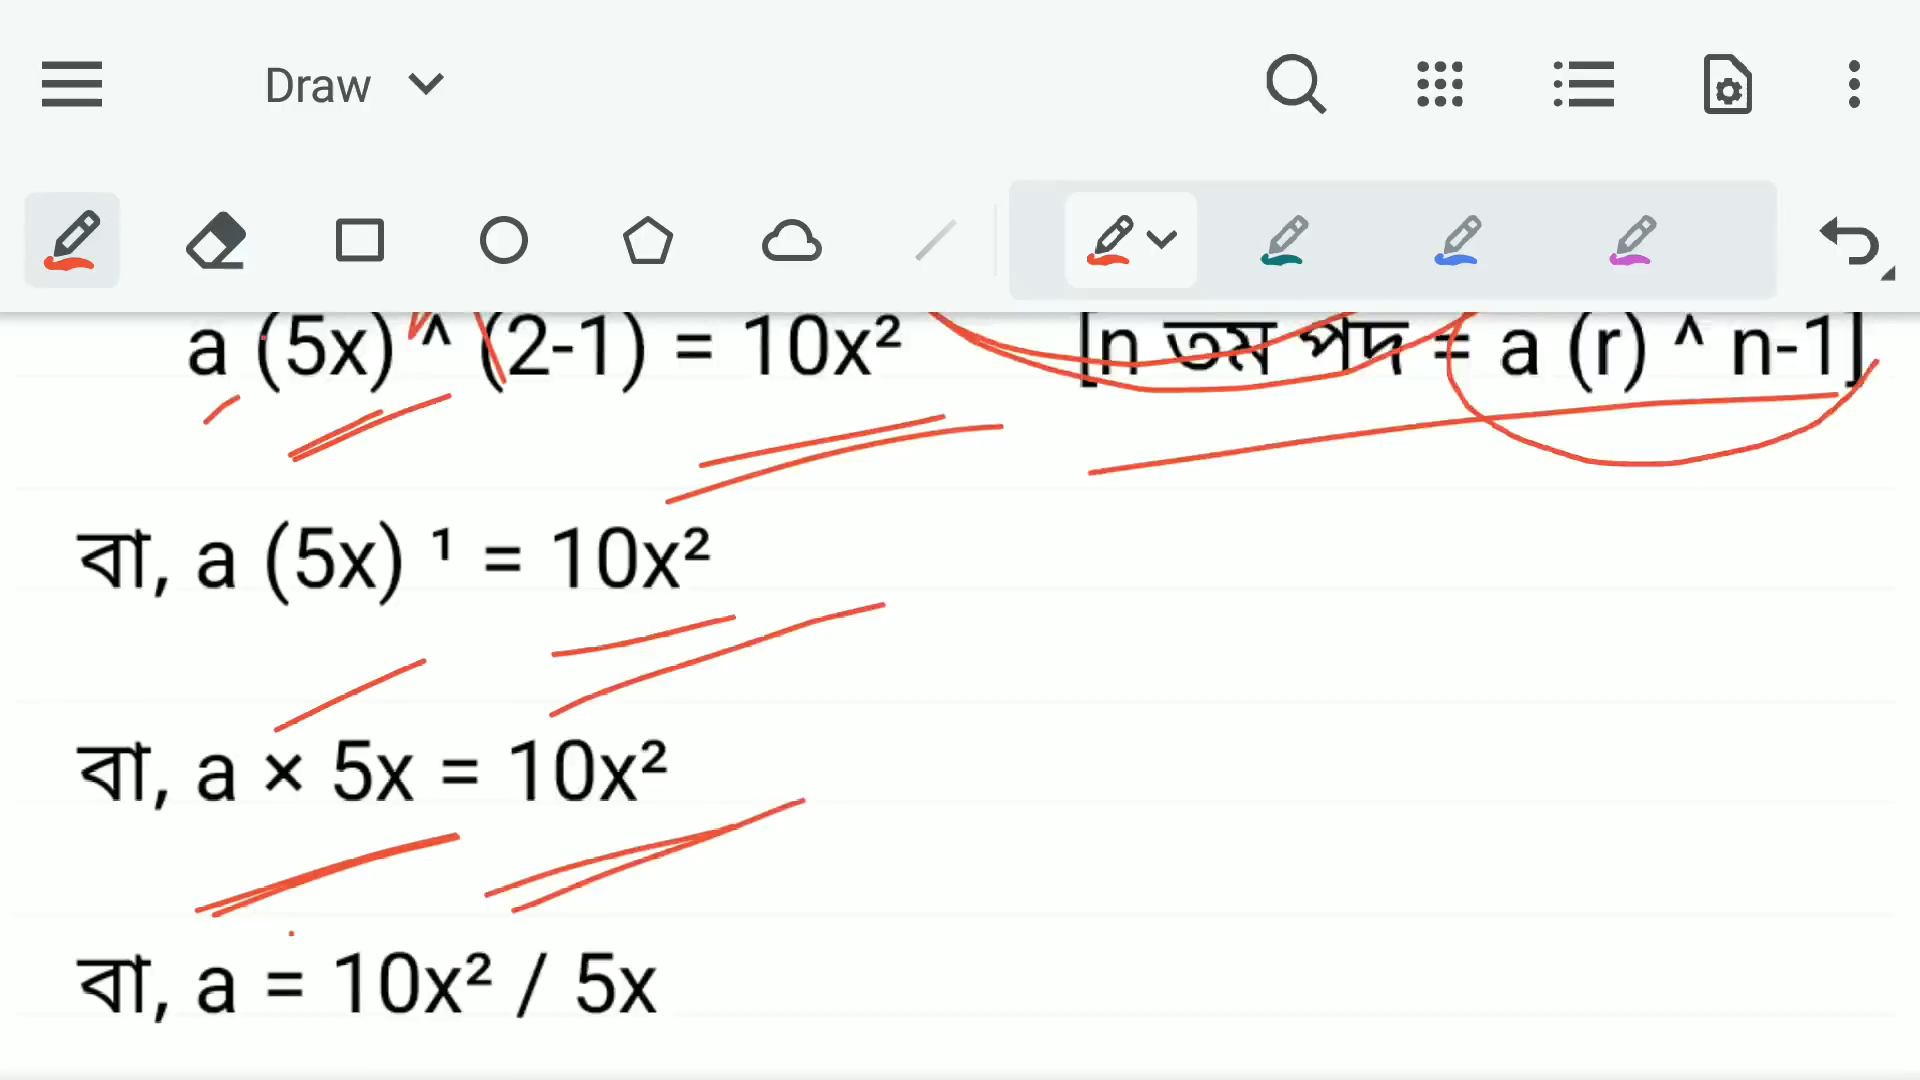 Draw
a (5x) ^ (2-1) = 10x² [n তম পদ = a (r) ^ n-1]
বা, a (5x) ¹ = 10x²
বা, a × 5x = 10x²
বা, a = 10x² / 5x